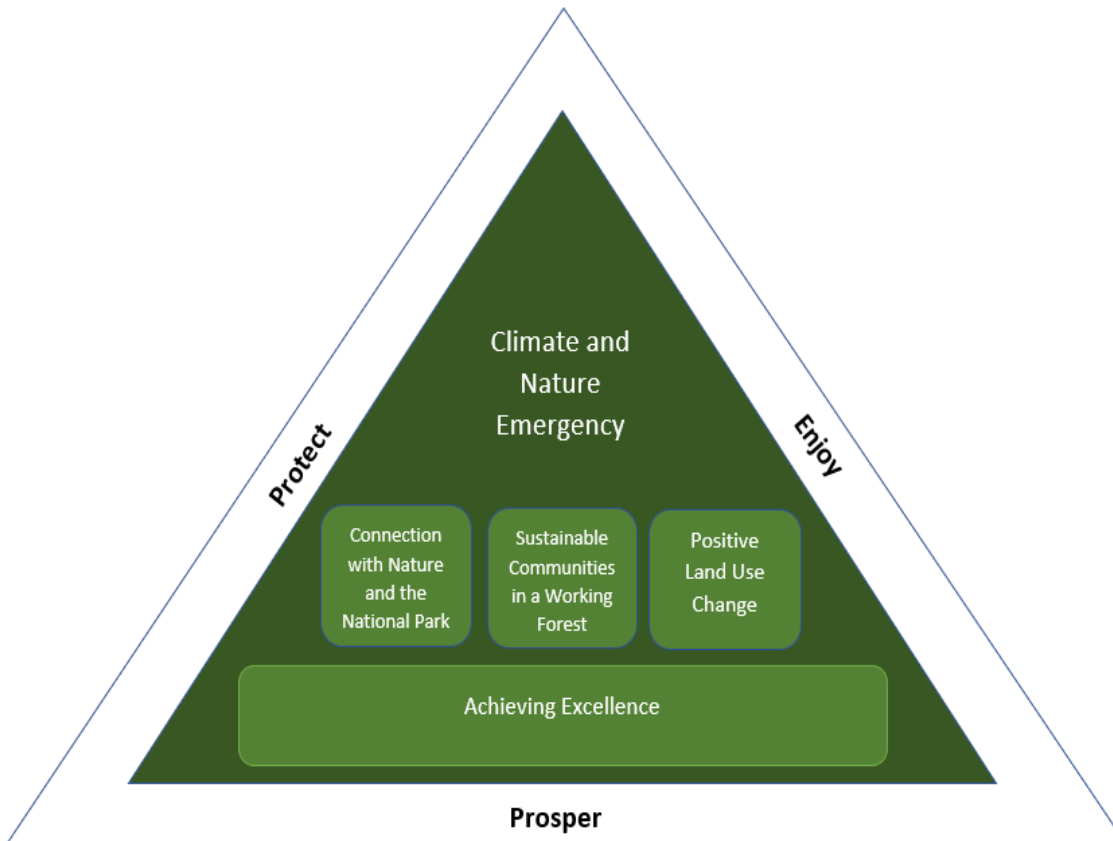 Climate and
Nature
Emergency
Protect
Enjoy
Connection
with Nature
and the
National Park
Sustainable
Communities
in a Working
Forest
Positive
Land Use
Change
Achieving Excellence
Prosper